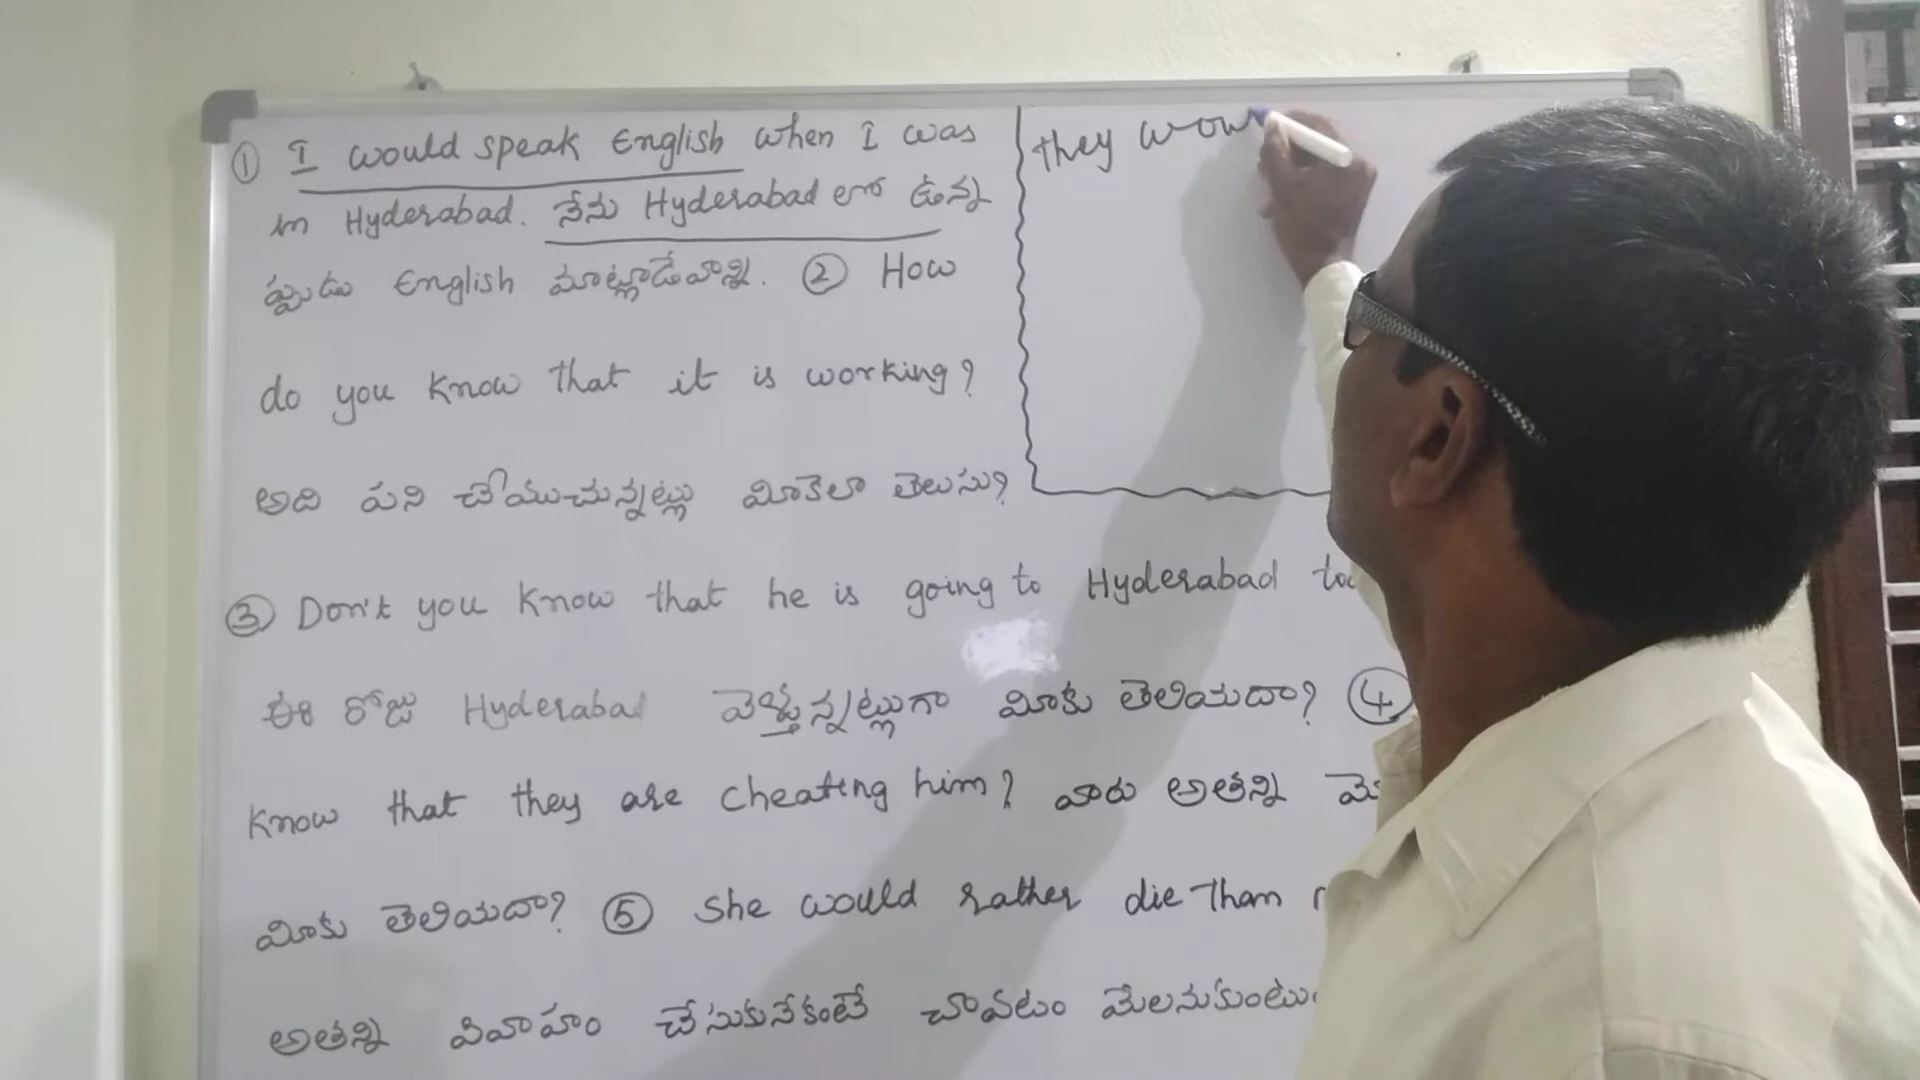 ① I would speak English when I was
in Hyderabad. నేను Hyderabad లో ఉన్న
ప్పుడు English మాట్లాడేవాన్ని. ② How
do you know that it is working?
అది పని చేయుచున్నట్లు మీకెలా తెలుసు?
③ Don't you know that he is going to Hyderabad
ఈ రోజు Hyderabad వెళ్తున్నట్లుగా మీకు తెలియదా? ④
know that they are cheating him? వారు అతన్ని
మీకు తెలియదా? ⑤ She would rather die than
అతన్ని వివాహం చేసుకునేకంటే చావటం
they